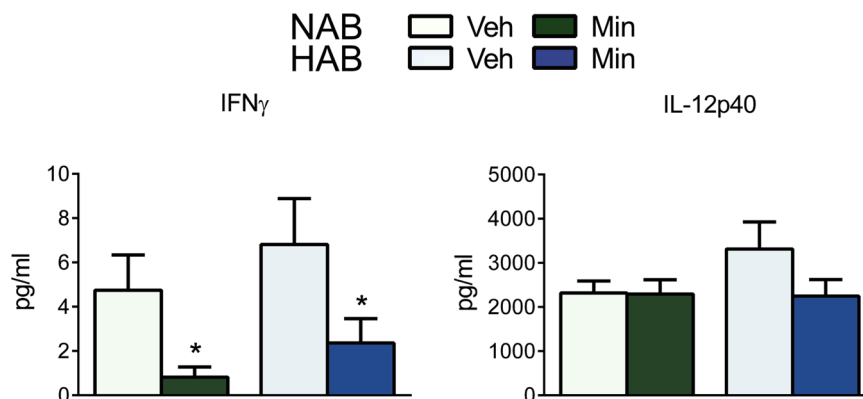 NAB Veh Min
HAB Veh Min
IFNγ
10
8
6
4
2
0
pg/ml
*
*
IL-12p40
5000
4000
3000
2000
1000
0
pg/ml